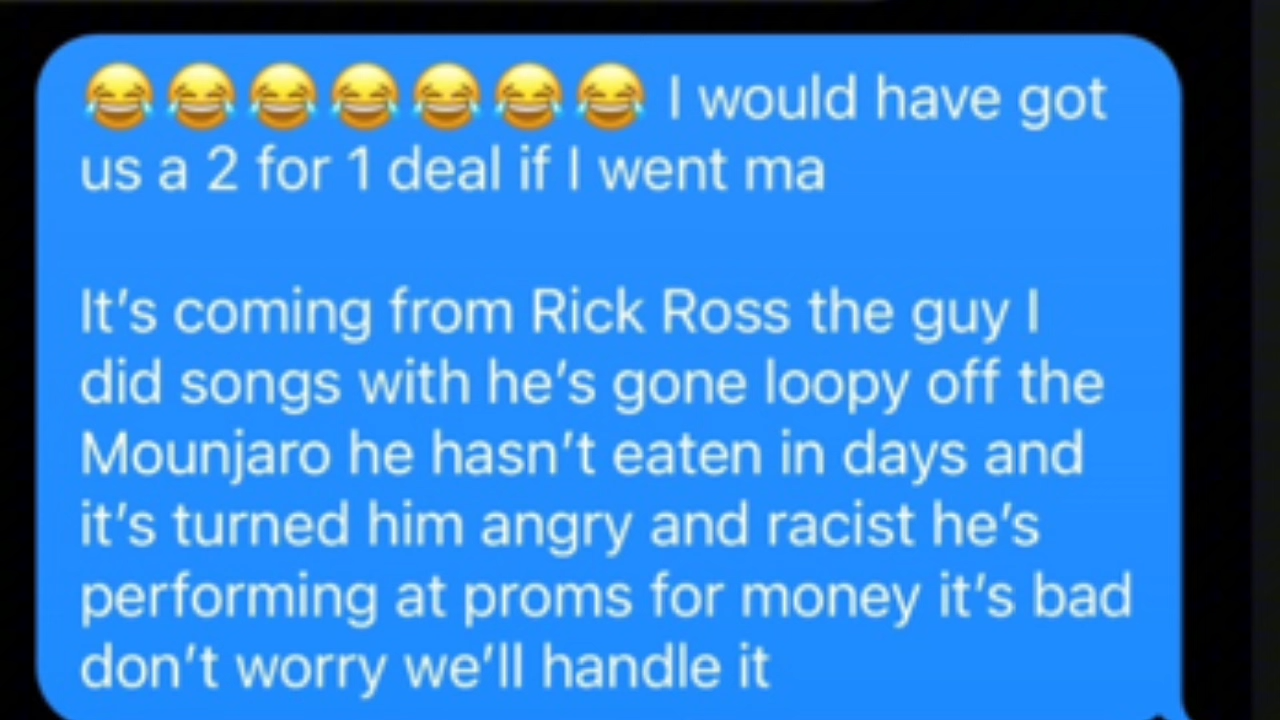 😂😂😂😂😂😂😂 I would have got
us a 2 for 1 deal if I went ma
It’s coming from Rick Ross the guy I
did songs with he’s gone loopy off the
Mounjaro he hasn’t eaten in days and
it’s turned him angry and racist he’s
performing at proms for money it’s bad
don’t worry we’ll handle it